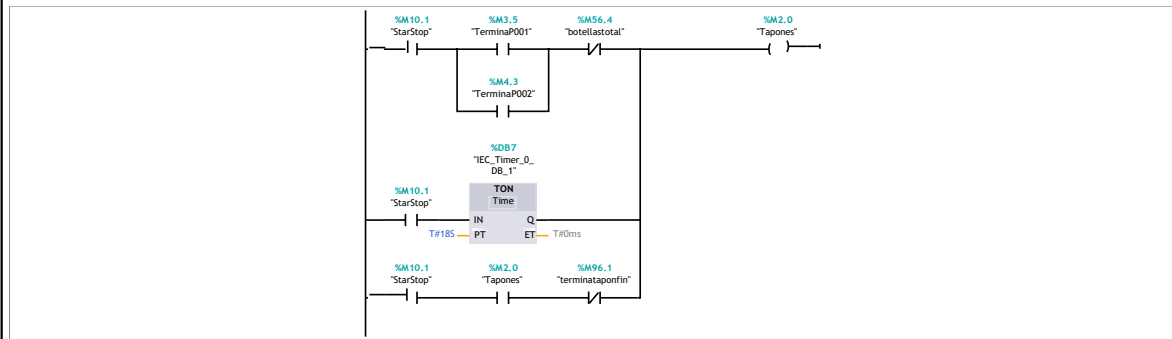 %M10.1 %M3.5 %M56.4 %M2.0
"StarStop" "TerminaP001" "botellastotal" "Tapones"
%M4.3
"TerminaP002"
%DB7
"IEC_Timer_0_
DB_1"
TON
Time
%M10.1
"StarStop"
IN Q
T#18S PT ET T#0ms
%M10.1 %M2.0 %M96.1
"StarStop" "Tapones" "terminataponfin"